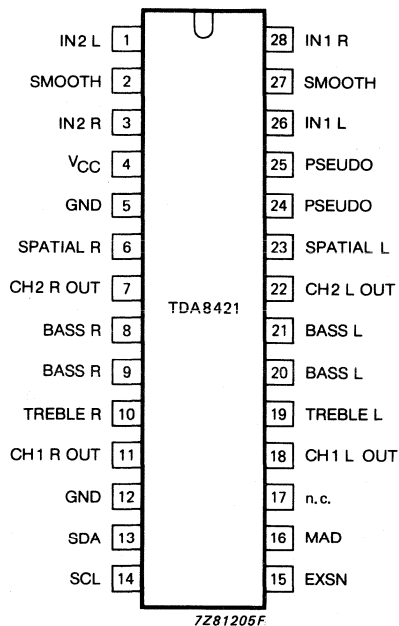 IN2 L 1 28 IN1 R
SMOOTH 2 27 SMOOTH
IN2 R 3 26 IN1 L
VCC 4 25 PSEUDO
GND 5 24 PSEUDO
SPATIAL R 6 23 SPATIAL L
CH2 R OUT 7 22 CH2 L OUT
TDA8421
BASS R 8 21 BASS L
BASS R 9 20 BASS L
TREBLE R 10 19 TREBLE L
CH1 R OUT 11 18 CH1 L OUT
GND 12 17 n.c.
SDA 13 16 MAD
SCL 14 15 EXSN
7Z81205F